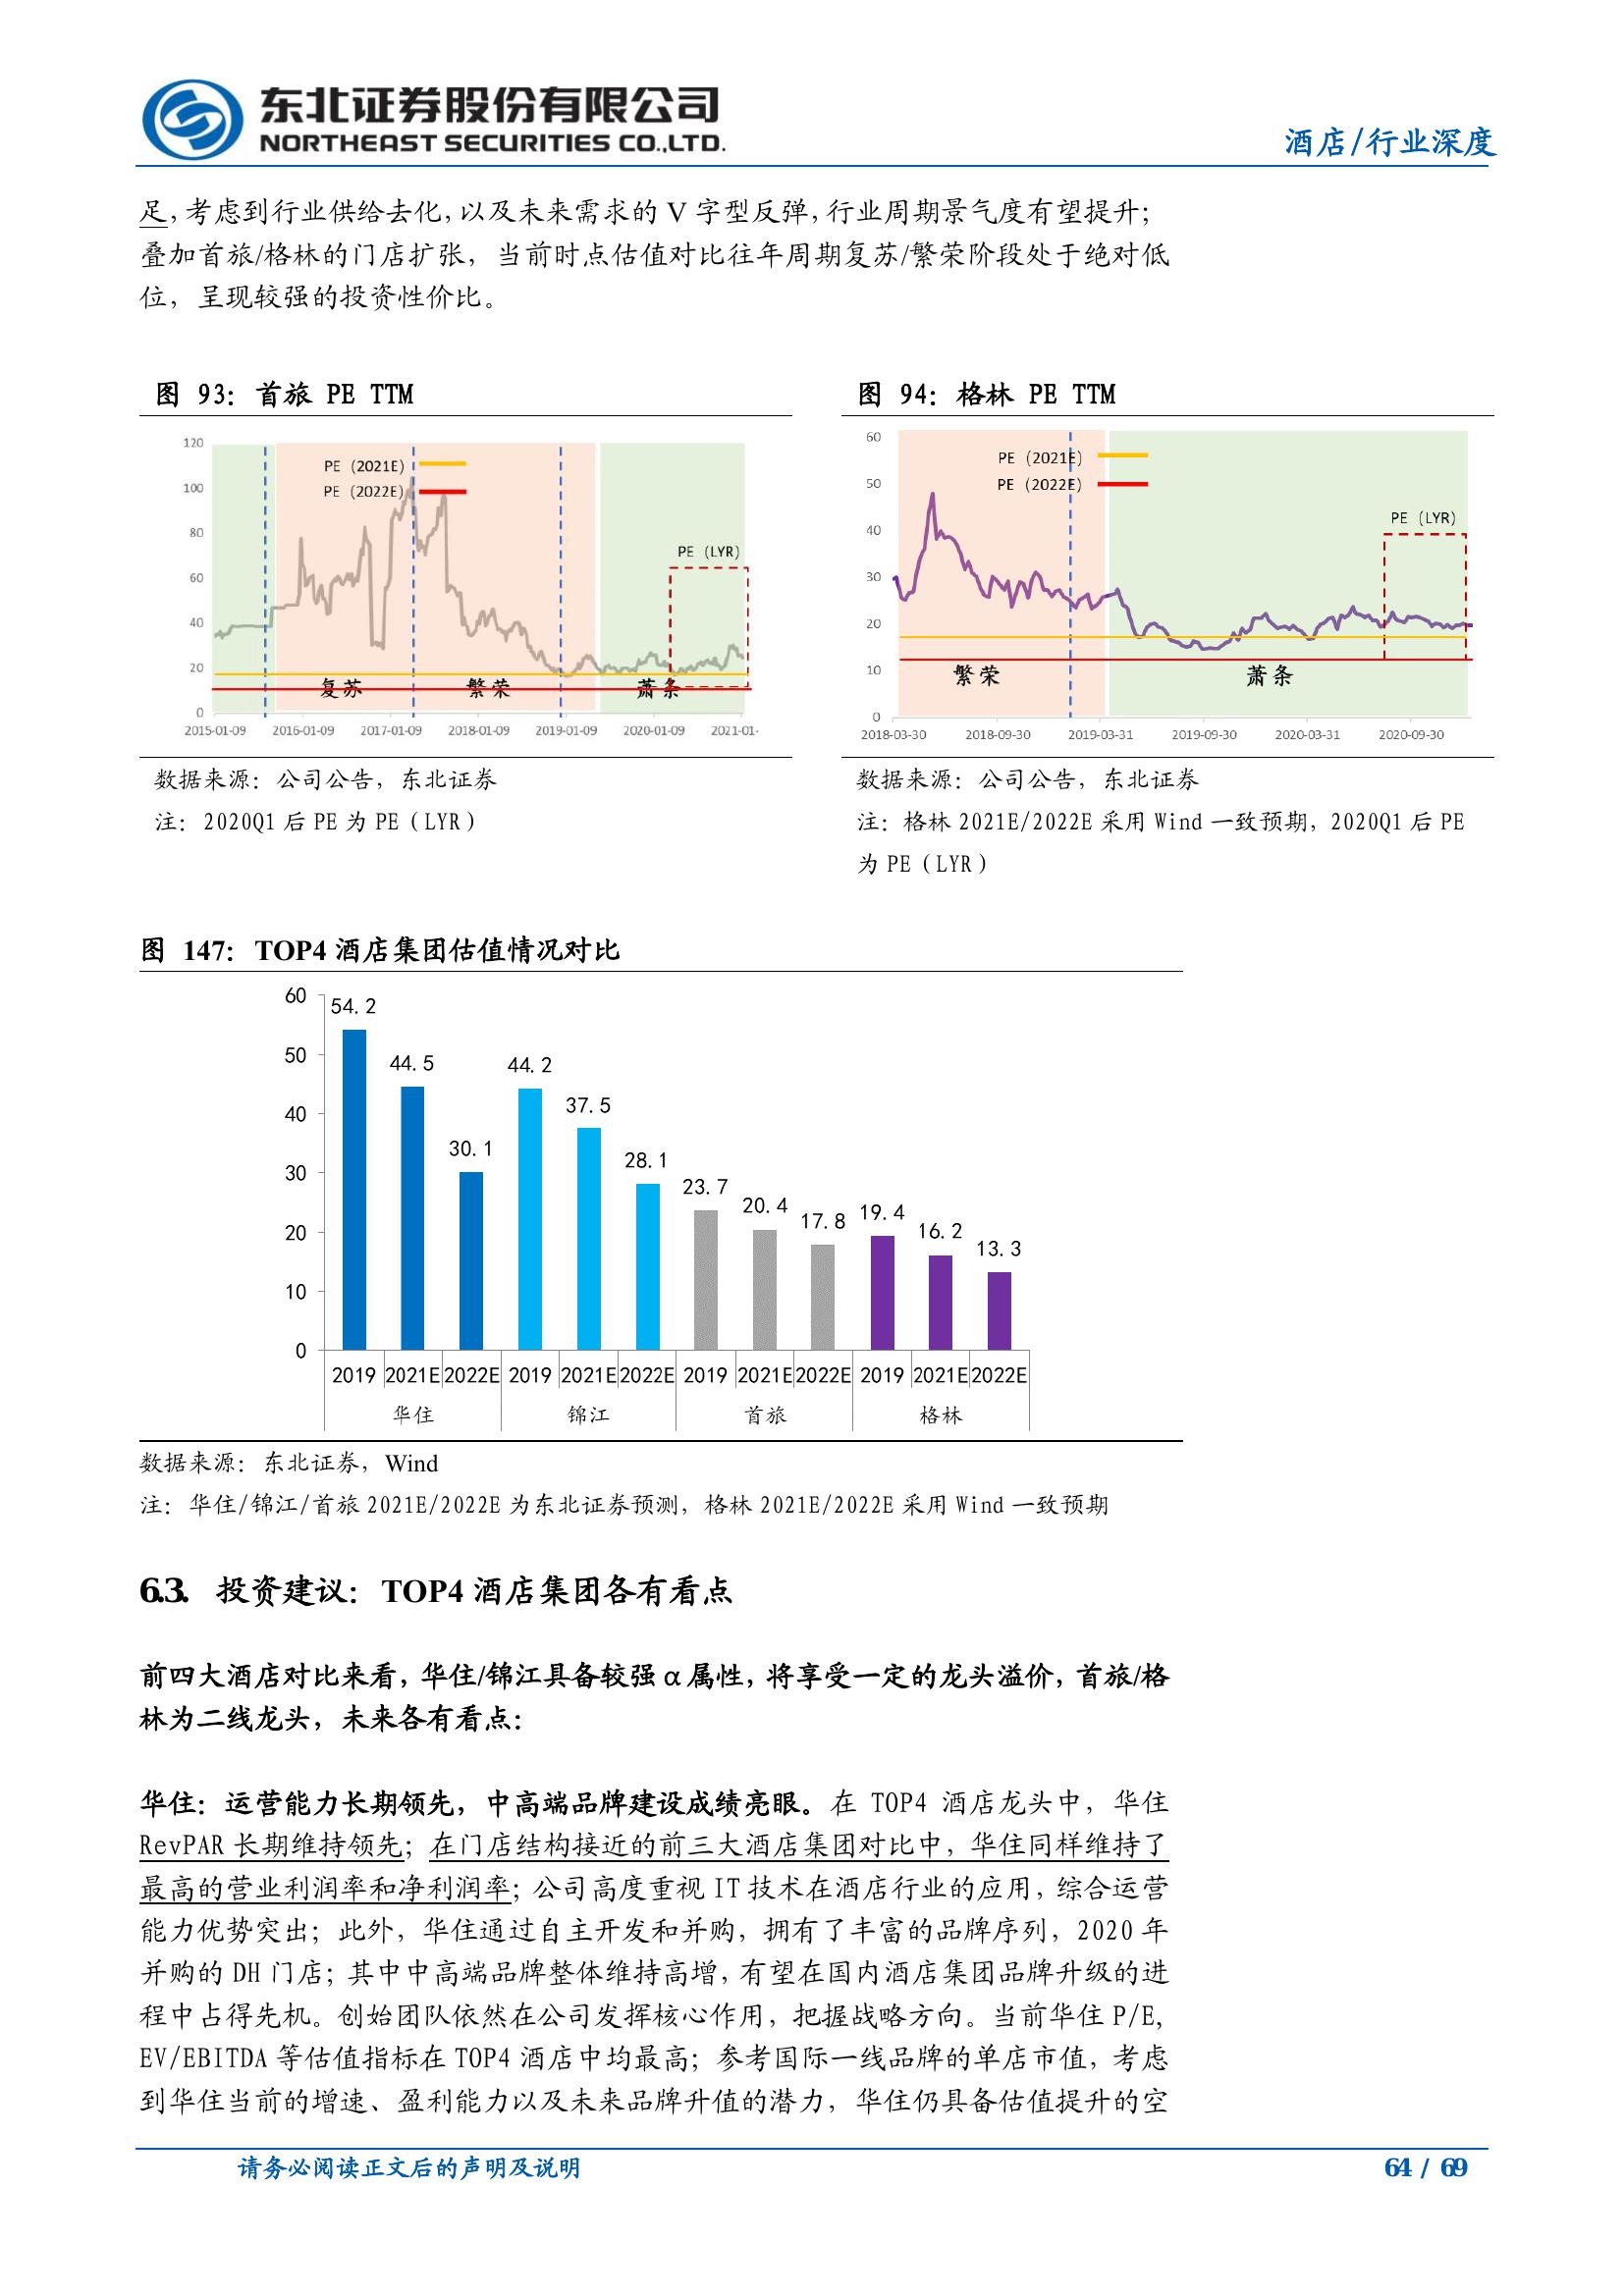 东北证券股份有限公司
NORTHEAST SECURITIES CO.,LTD.
酒店/行业深度
足,考虑到行业供给去化,以及未来需求的 V 字型反弹,行业周期景气度有望提升;
叠加首旅/格林的门店扩张，当前时点估值对比往年周期复苏/繁荣阶段处于绝对低
位，呈现较强的投资性价比。
图 93：首旅 PE TTM
120
100
80
60
40
20
0
PE（2021E）
PE（2022E）
PE（LYR）
复苏
繁荣
萧条
2015-01-09 2016-01-09 2017-01-09 2018-01-09 2019-01-09 2020-01-09 2021-01-
数据来源：公司公告，东北证券
注：2020Q1 后 PE 为 PE（LYR）
图 94：格林 PE TTM
60
50
40
30
20
10
0
PE（2021E）
PE（2022E）
PE（LYR）
繁荣
萧条
2018-03-30 2018-09-30 2019-03-31 2019-09-30 2020-03-31 2020-09-30
数据来源：公司公告，东北证券
注：格林 2021E/2022E 采用 Wind 一致预期，2020Q1 后 PE
为 PE（LYR）
图 147：TOP4 酒店集团估值情况对比
60
50
40
30
20
10
0
54.2
44.5
30.1
44.2
37.5
28.1
23.7
20.4
17.8
19.4
16.2
13.3
2019 2021E 2022E 2019 2021E 2022E 2019 2021E 2022E 2019 2021E 2022E
华住 锦江 首旅 格林
数据来源：东北证券，Wind
注：华住/锦江/首旅 2021E/2022E 为东北证券预测，格林 2021E/2022E 采用 Wind 一致预期
6.3. 投资建议：TOP4 酒店集团各有看点
前四大酒店对比来看,华住/锦江具备较强 α 属性,将享受一定的龙头溢价,首旅/格
林为二线龙头，未来各有看点：
华住：运营能力长期领先，中高端品牌建设成绩亮眼。在 TOP4 酒店龙头中，华住
RevPAR 长期维持领先；在门店结构接近的前三大酒店集团对比中，华住同样维持了
最高的营业利润率和净利润率；公司高度重视 IT 技术在酒店行业的应用,综合运营
能力优势突出；此外，华住通过自主开发和并购，拥有了丰富的品牌序列，2020 年
并购的 DH 门店；其中中高端品牌整体维持高增,有望在国内酒店集团品牌升级的进
程中占得先机。创始团队依然在公司发挥核心作用，把握战略方向。当前华住 P/E,
EV/EBITDA 等估值指标在 TOP4 酒店中均最高；参考国际一线品牌的单店市值，考虑
到华住当前的增速、盈利能力以及未来品牌升值的潜力，华住仍具备估值提升的空
请务必阅读正文后的声明及说明
64 / 69